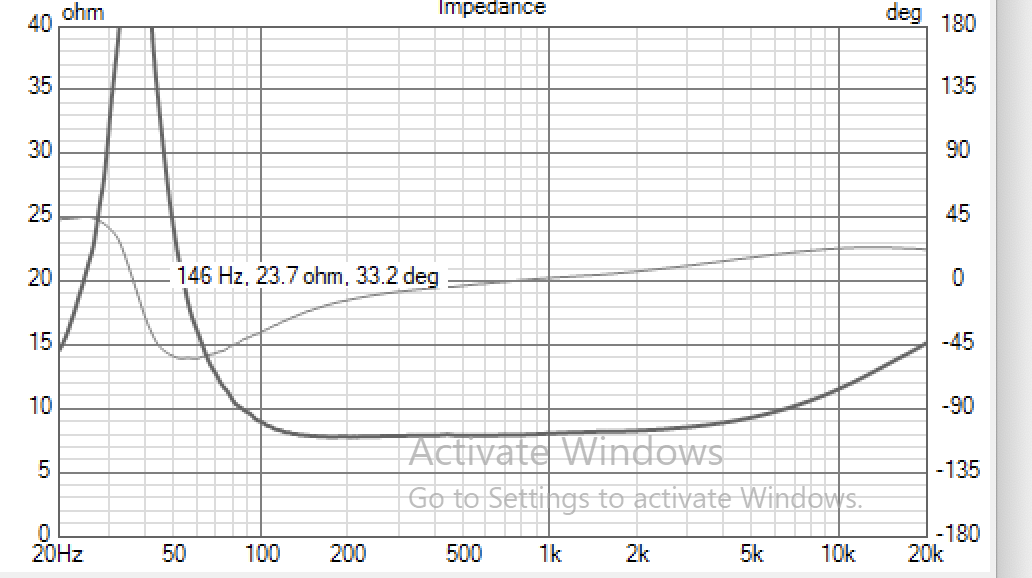 Impedance
40 ohm deg 180
35 135
30 90
25 45
146 Hz, 23.7 ohm, 33.2 deg
20 0
15 -45
10 -90
Activate Windows
5 -135
Go to Settings to activate Windows.
0 -180
20Hz 50 100 200 500 1k 2k 5k 10k 20k